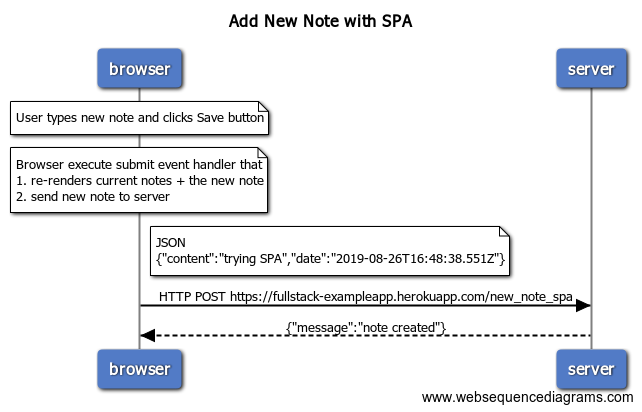 Add New Note with SPA
browser server
User types new note and clicks Save button
Browser execute submit event handler that
1. re-renders current notes + the new note
2. send new note to server
JSON
{"content":"trying SPA","date":"2019-08-26T16:48:38.551Z"}
HTTP POST https://fullstack-exampleapp.herokuapp.com/new_note_spa
{"message":"note created"}
browser server
www.websequencediagrams.com